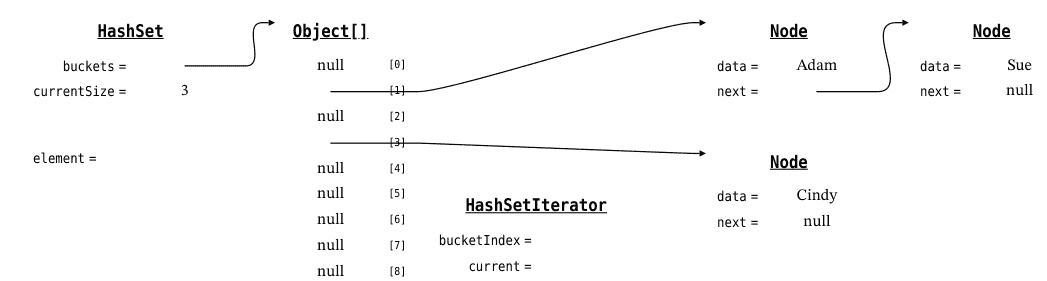 HashSet
buckets =
currentSize = 3
element =
Object[]
null [0]
[1]
null [2]
[3]
null [4]
null [5]
null [6]
null [7]
null [8]
HashSetIterator
bucketIndex =
current =
Node
data = Adam
next =
Node
data = Sue
next = null
Node
data = Cindy
next = null